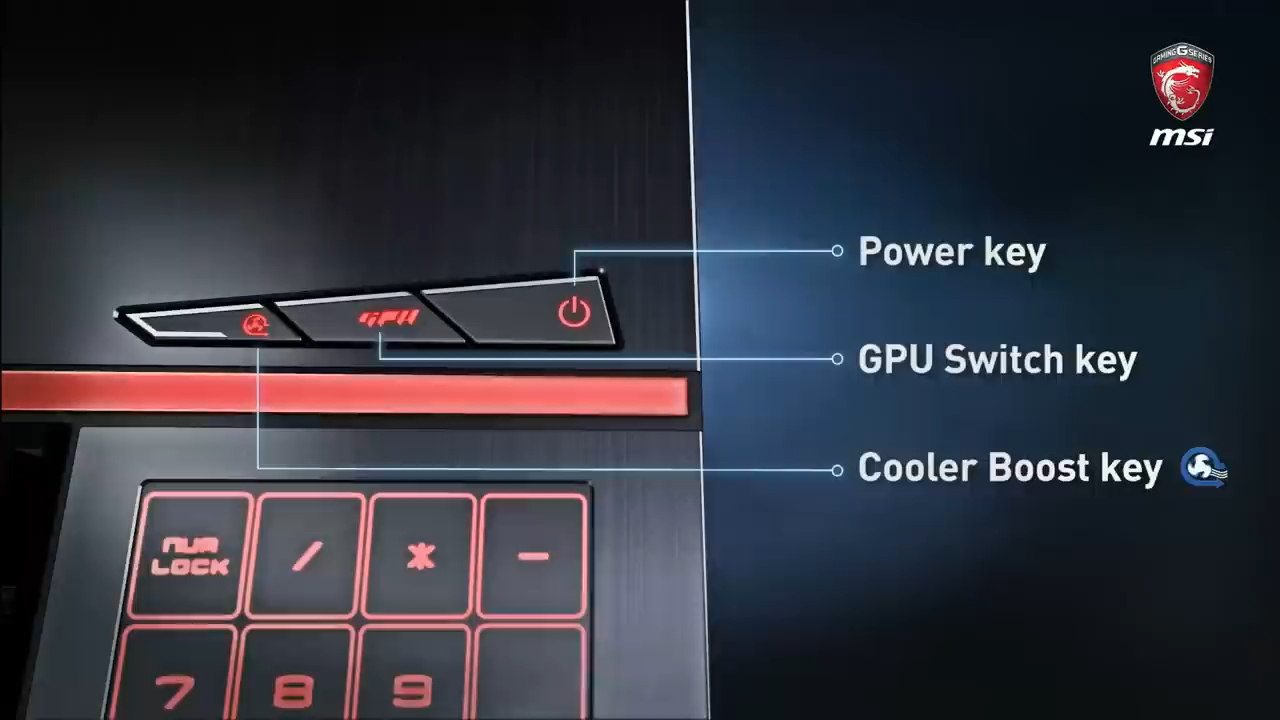 GAMING G SERIES
msi
Power key
GPU
GPU Switch key
Cooler Boost key
NUM
LOCK
/
*
-
7
8
9